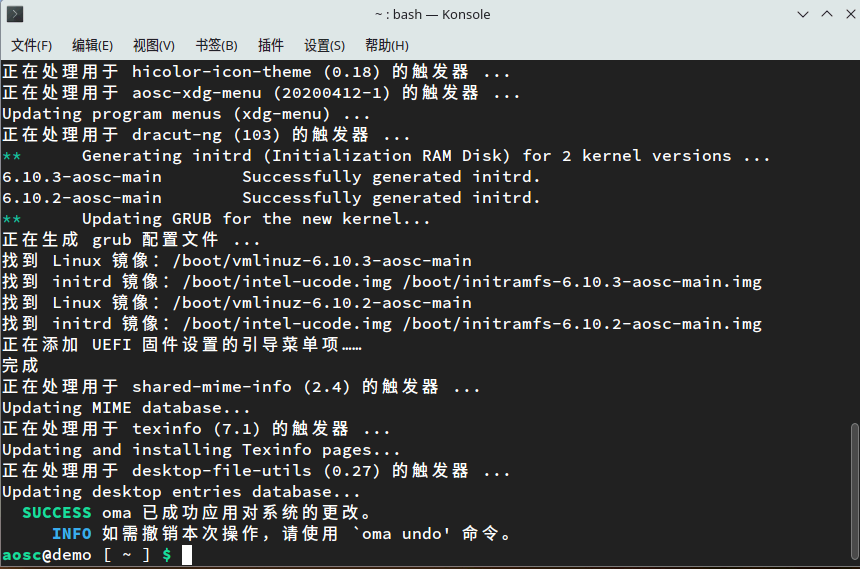 ~ : bash — Konsole
文件(F) 编辑(E) 视图(V) 书签(B) 插件 设置(S) 帮助(H)
正在处理用于 hicolor-icon-theme (0.18) 的触发器 ...
正在处理用于 aosc-xdg-menu (20200412-1) 的触发器 ...
Updating program menus (xdg-menu) ...
正在处理用于 dracut-ng (103) 的触发器 ...
** Generating initrd (Initialization RAM Disk) for 2 kernel versions ...
6.10.3-aosc-main Successfully generated initrd.
6.10.2-aosc-main Successfully generated initrd.
** Updating GRUB for the new kernel...
正在生成 grub 配置文件 ...
找到 Linux 镜像：/boot/vmlinuz-6.10.3-aosc-main
找到 initrd 镜像：/boot/intel-ucode.img /boot/initramfs-6.10.3-aosc-main.img
找到 Linux 镜像：/boot/vmlinuz-6.10.2-aosc-main
找到 initrd 镜像：/boot/intel-ucode.img /boot/initramfs-6.10.2-aosc-main.img
正在添加 UEFI 固件设置的引导菜单项……
完成
正在处理用于 shared-mime-info (2.4) 的触发器 ...
Updating MIME database...
正在处理用于 texinfo (7.1) 的触发器 ...
Updating and installing Texinfo pages...
正在处理用于 desktop-file-utils (0.27) 的触发器 ...
Updating desktop entries database...
SUCCESS oma 已成功应用对系统的更改。
INFO 如需撤销本次操作，请使用 `oma undo' 命令。
aosc@demo [ ~ ] $